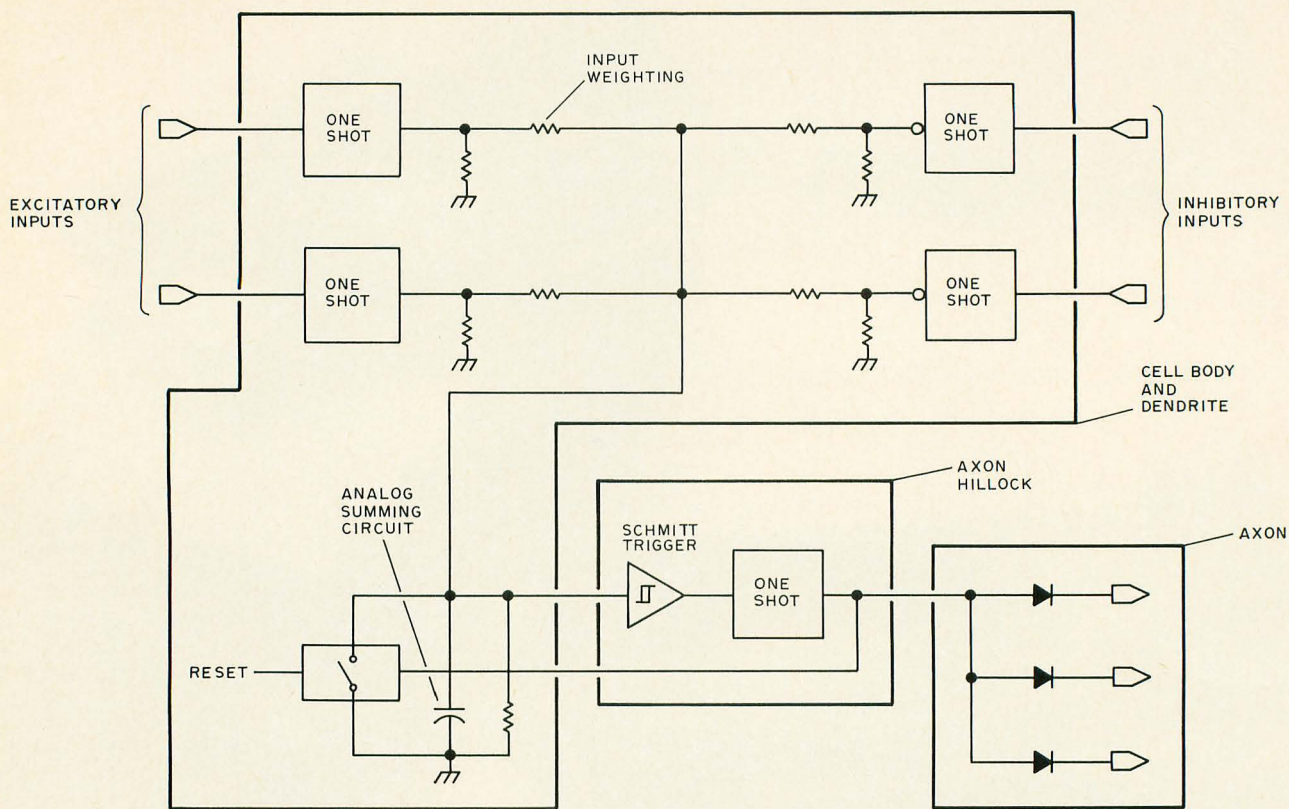 INPUT
WEIGHTING
ONE
SHOT
ONE
SHOT
EXCITATORY
INPUTS
INHIBITORY
INPUTS
ONE
SHOT
ONE
SHOT
CELL BODY
AND
DENDRITE
ANALOG
SUMMING
CIRCUIT
AXON
HILLOCK
SCHMITT
TRIGGER
ONE
SHOT
AXON
RESET